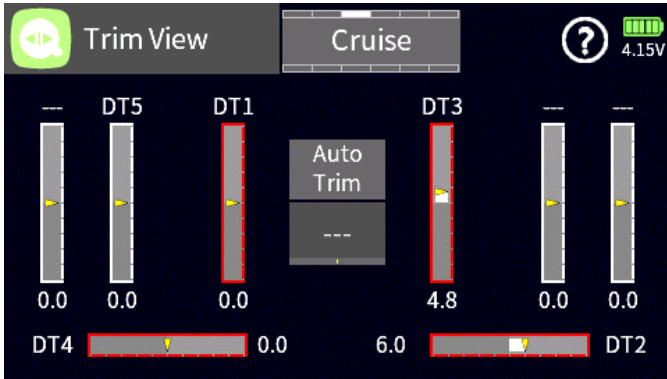 Trim View
Cruise
?
4.15V
--- DT5 DT1 DT3 --- ---
Auto
Trim
---
0.0 0.0 0.0 4.8 0.0 0.0
DT4 0.0 6.0 DT2